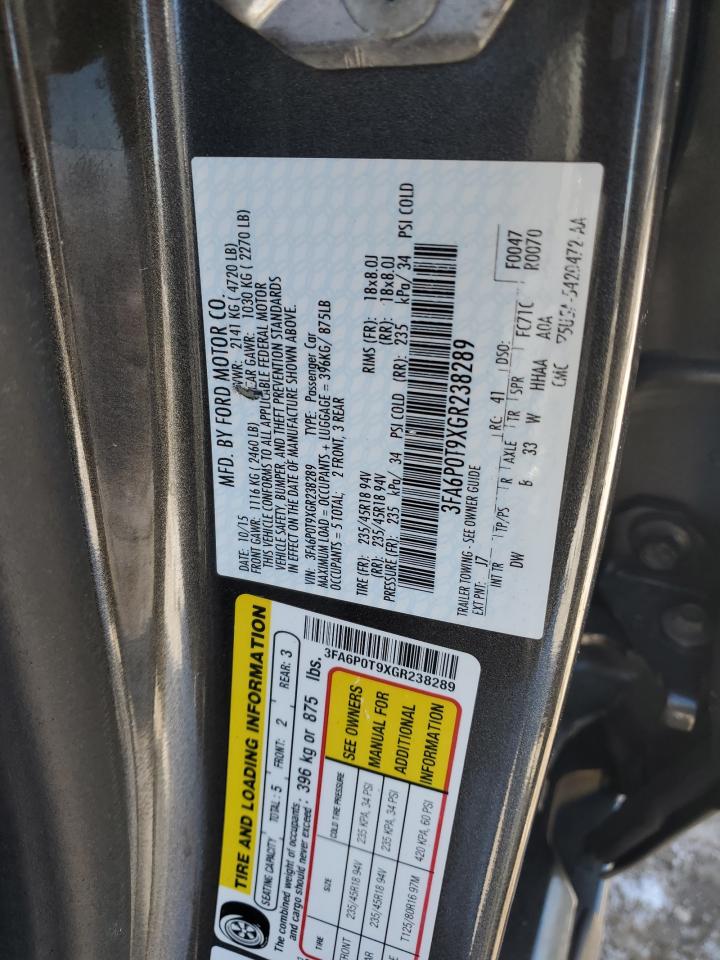 MFD. BY FORD MOTOR CO.
DATE: 10/15 GVWR: 2141 KG ( 4720 LB)
FRONT GAWR: 1116 KG (2460 LB) REAR GAWR: 1030 KG ( 2270 LB)
THIS VEHICLE CONFORMS TO ALL APPLICABLE FEDERAL MOTOR
VEHICLE SAFETY, BUMPER, AND THEFT PREVENTION STANDARDS
IN EFFECT ON THE DATE OF MANUFACTURE SHOWN ABOVE.
VIN: 3FA6P0T9XGR238289 TYPE: Passenger Car
MAXIMUM LOAD = OCCUPANTS + LUGGAGE = 396KG/ 875LB
OCCUPANTS = 5 TOTAL; 2 FRONT, 3 REAR
TIRE (FR): 235/45R18 94V RIMS (FR): 18x8.0J
(RR): 235/45R18 94V (RR): 18x8.0J
PRESSURE (FR): 235 kPa/ 34 PSI COLD (RR): 235 kPa/ 34 PSI COLD
3FA6P0T9XGR238289
TRAILER TOWING - SEE OWNER GUIDE
EXT PNT: J7 RC: 41 DSO: F0047
INT TR TP/PS R AXLE TR SPR FC71C R0070
DW B 33 W HHAA A0A
CMC 5420472 AA
TIRE AND LOADING INFORMATION
SEATING CAPACITY TOTAL: 5 FRONT: 2 REAR: 3
The combined weight of occupants
and cargo should never exceed: 396 kg or 875 lbs.
3FA6P0T9XGR238289
TIRE SIZE COLD TIRE PRESSURE
FRONT 235/45R18 94V 235 KPA, 34 PSI
235/45R18 94V 235 KPA, 34 PSI
T125/80R16 97M 420 KPA, 60 PSI
SEE OWNERS
MANUAL FOR
ADDITIONAL
INFORMATION